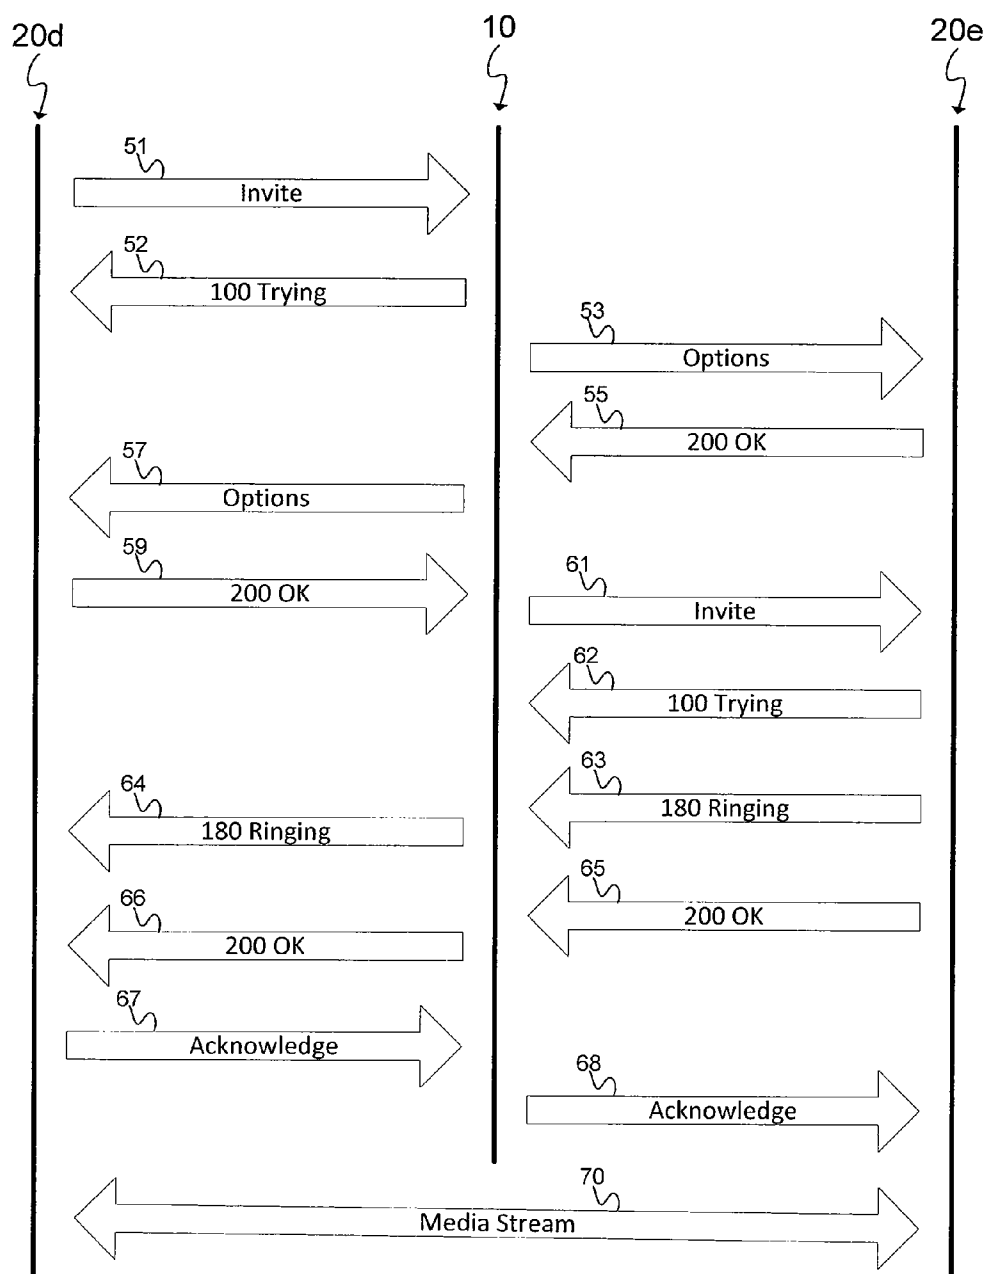 20d
10
20e
51
Invite
52
100 Trying
53
Options
55
200 OK
57
Options
59
200 OK
61
Invite
62
100 Trying
63
180 Ringing
64
180 Ringing
65
200 OK
66
200 OK
67
Acknowledge
68
Acknowledge
70
Media Stream